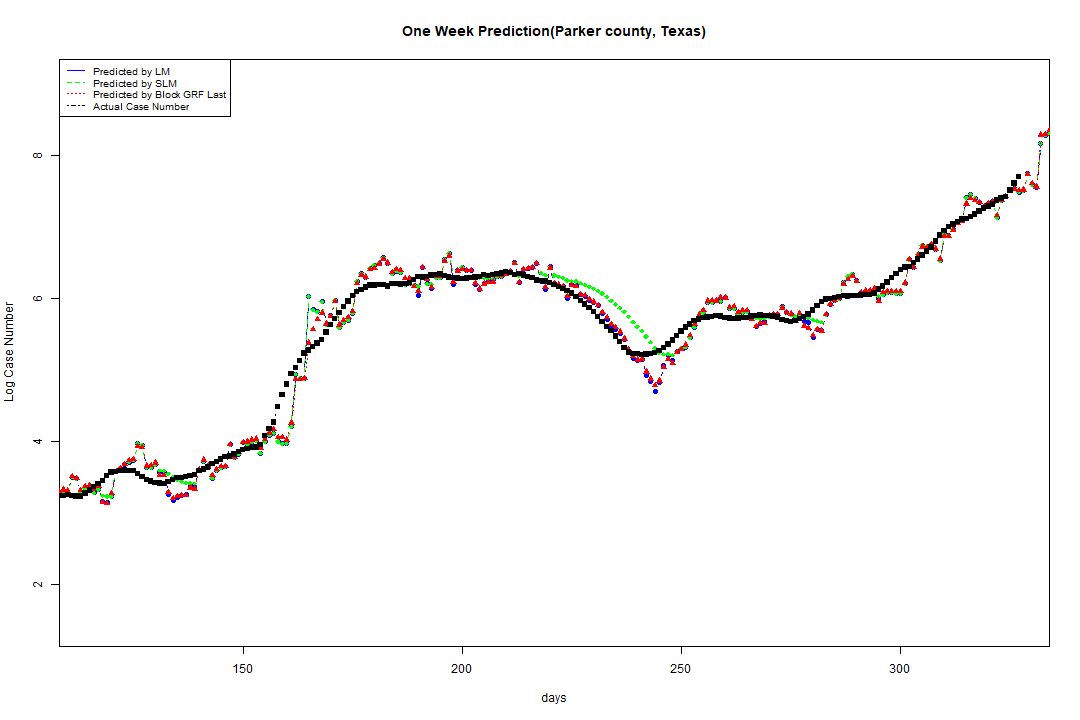 One Week Prediction(Parker county, Texas)
Predicted by LM
Predicted by SLM
Predicted by Block GRF Last
Actual Case Number
8
6
4
2
Log Case Number
150
200
250
300
days